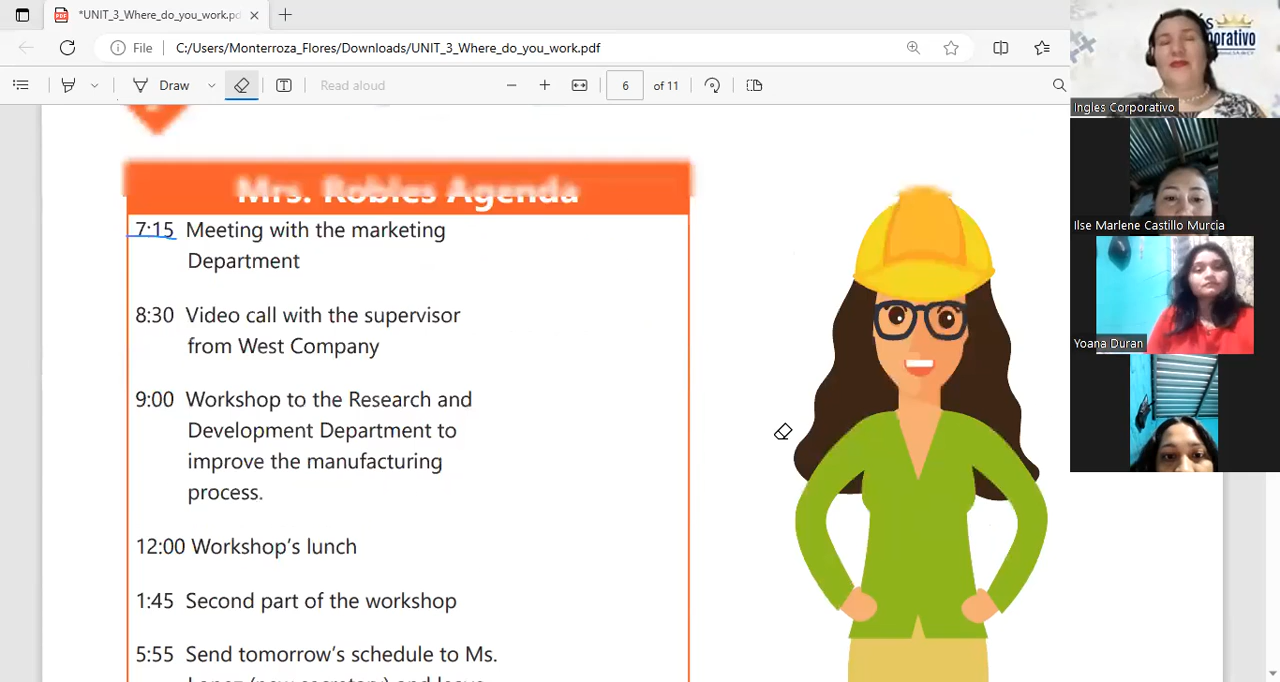 *UNIT_3_Where_do_you_work.pd
File
C:/Users/Monterroza_Flores/Downloads/UNIT_3_Where_do_you_work.pdf
Draw
Read aloud
6
of 11
Mrs. Robles Agenda
7:15 Meeting with the marketing
Department
8:30 Video call with the supervisor
from West Company
9:00 Workshop to the Research and
Development Department to
improve the manufacturing
process.
12:00 Workshop's lunch
1:45 Second part of the workshop
5:55 Send tomorrow's schedule to Ms.
Ingles Corporativo
Ilse Marlene Castillo Murcia
Yoana Duran